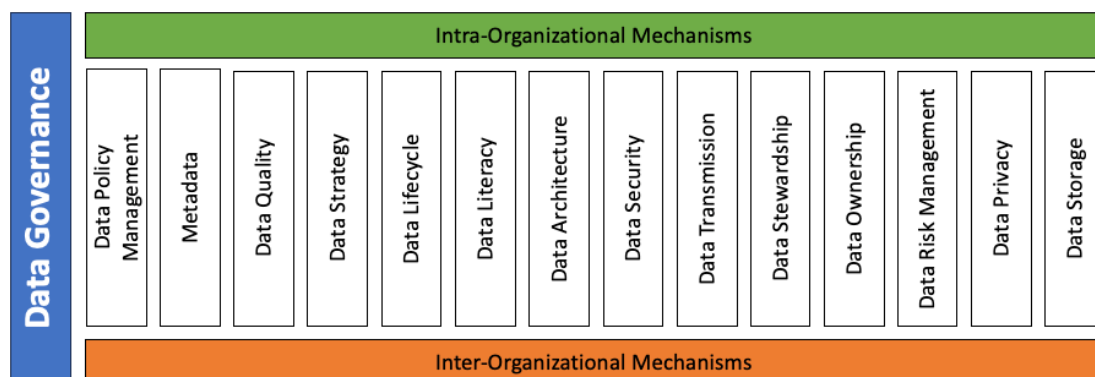 Data Governance
Intra-Organizational Mechanisms
Data Policy
Management
Metadata
Data Quality
Data Strategy
Data Lifecycle
Data Literacy
Data Architecture
Data Security
Data Transmission
Data Stewardship
Data Ownership
Data Risk Management
Data Privacy
Data Storage
Inter-Organizational Mechanisms